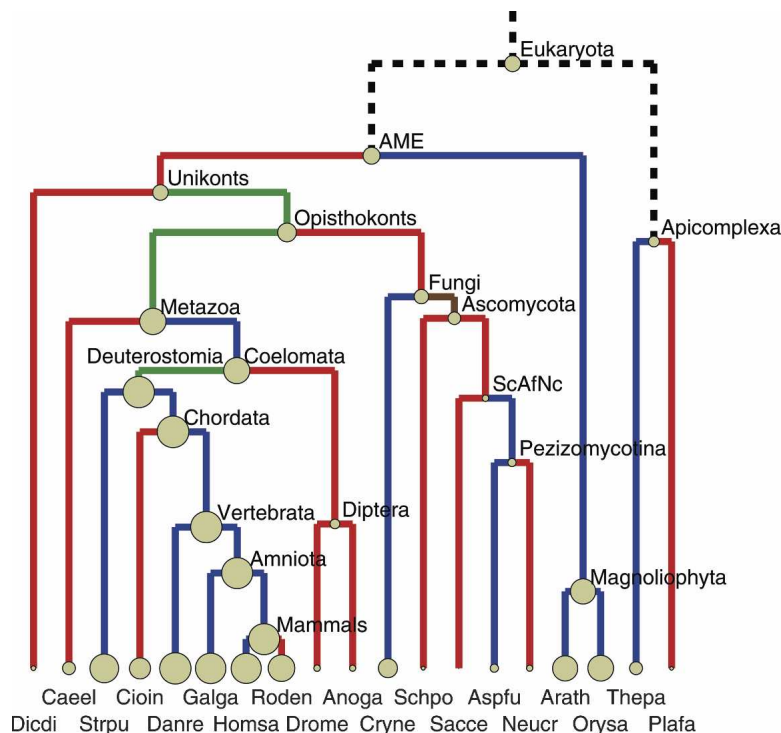 Eukaryota
AME
Unikonts
Opisthokonts
Apicomplexa
Fungi
Metazoa
Ascomycota
Deuterostomia
Coelomata
ScAfNc
Chordata
Pezizomycotina
Vertebrata
Diptera
Amniota
Magnoliophyta
Mammals
Caeel Cioin Galga Roden Anoga Schpo Aspfu Arath Thepa
Dicdi Strpu Danre Homsa Drome Cryne Sacce Neucr Orysa Plafa